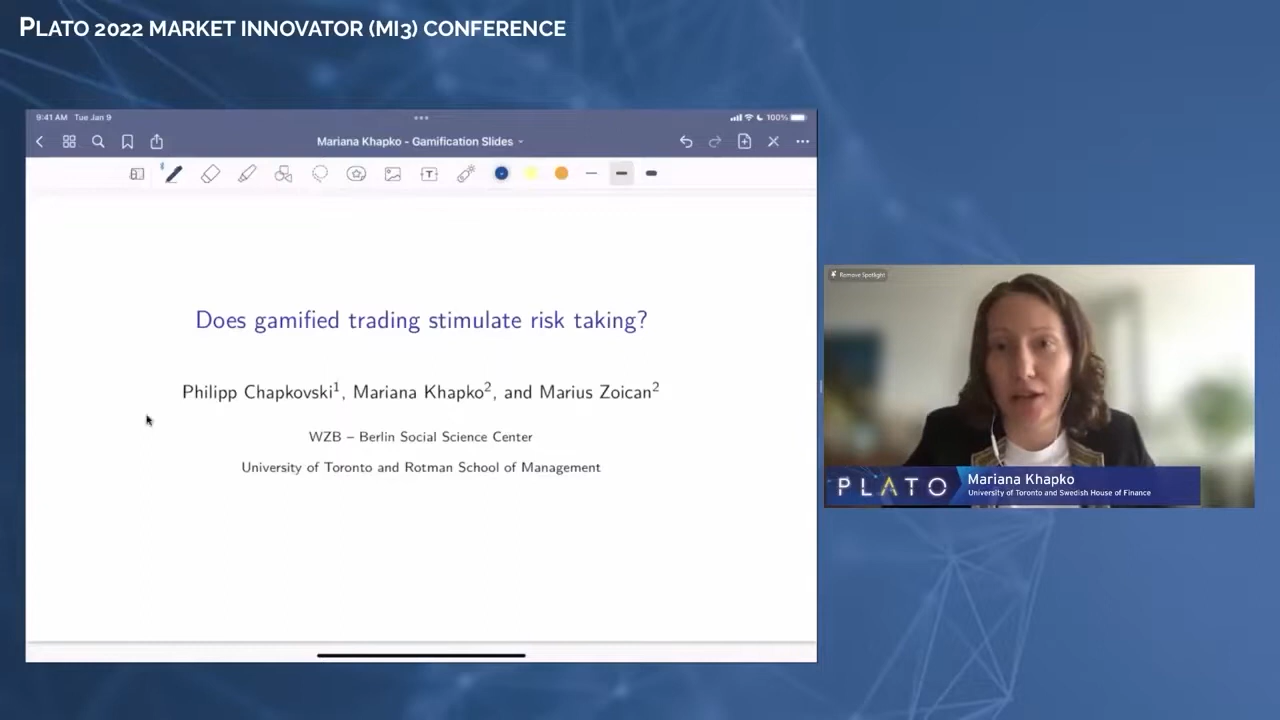 PLATO 2022 MARKET INNOVATOR (MI3) CONFERENCE
9:41 AM Tue Jan 9
100%
Mariana Khapko - Gamification Slides
T
Does gamified trading stimulate risk taking?
Philipp Chapkovski1, Mariana Khapko2, and Marius Zoican2
WZB – Berlin Social Science Center
University of Toronto and Rotman School of Management
Remove Spotlight
PLATO
Mariana Khapko
University of Toronto and Swedish House of Finance